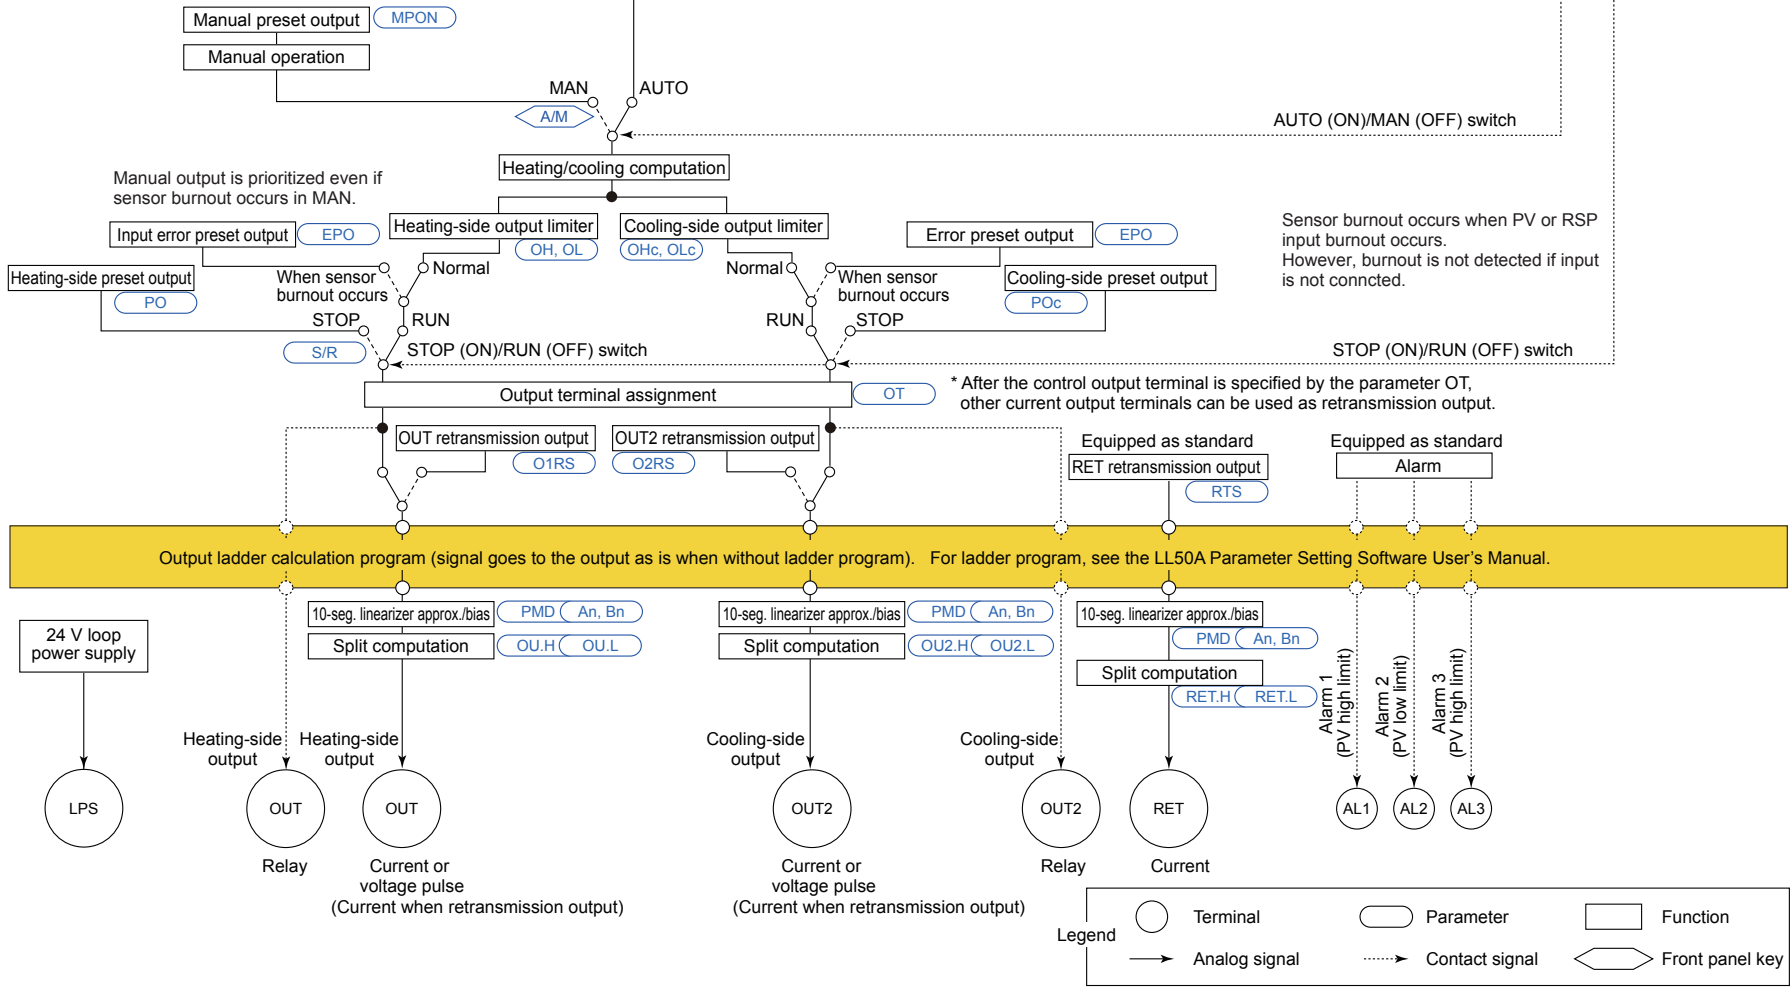 Manual preset output
MPON
Manual operation
MAN
AUTO
A/M
AUTO (ON)/MAN (OFF) switch
Heating/cooling computation
Manual output is prioritized even if
sensor burnout occurs in MAN.
Input error preset output
EPO
Heating-side output limiter
OH, OL
Cooling-side output limiter
OHc, OLc
Error preset output
EPO
Sensor burnout occurs when PV or RSP
input burnout occurs.
However, burnout is not detected if input
is not conncted.
Heating-side preset output
PO
When sensor
burnout occurs
Normal
Normal
When sensor
burnout occurs
Cooling-side preset output
POc
STOP
RUN
RUN
STOP
S/R
STOP (ON)/RUN (OFF) switch
STOP (ON)/RUN (OFF) switch
Output terminal assignment
OT
* After the control output terminal is specified by the parameter OT,
other current output terminals can be used as retransmission output.
OUT retransmission output
O1RS
OUT2 retransmission output
O2RS
Equipped as standard
RET retransmission output
RTS
Equipped as standard
Alarm
Output ladder calculation program (signal goes to the output as is when without ladder program). For ladder program, see the LL50A Parameter Setting Software User's Manual.
24 V loop
power supply
10-seg. linearizer approx./bias
PMD
An, Bn
Split computation
OU.H
OU.L
10-seg. linearizer approx./bias
PMD
An, Bn
Split computation
OU2.H
OU2.L
10-seg. linearizer approx./bias
PMD
An, Bn
Split computation
RET.H
RET.L
Alarm 1
(PV high limit)
Alarm 2
(PV low limit)
Alarm 3
(PV high limit)
Heating-side
output
Heating-side
output
Cooling-side
output
Cooling-side
output
LPS
OUT
OUT
OUT2
OUT2
RET
AL1
AL2
AL3
Relay
Current or
voltage pulse
(Current when retransmission output)
Current or
voltage pulse
(Current when retransmission output)
Relay
Current
Legend
Terminal
Parameter
Function
Analog signal
Contact signal
Front panel key